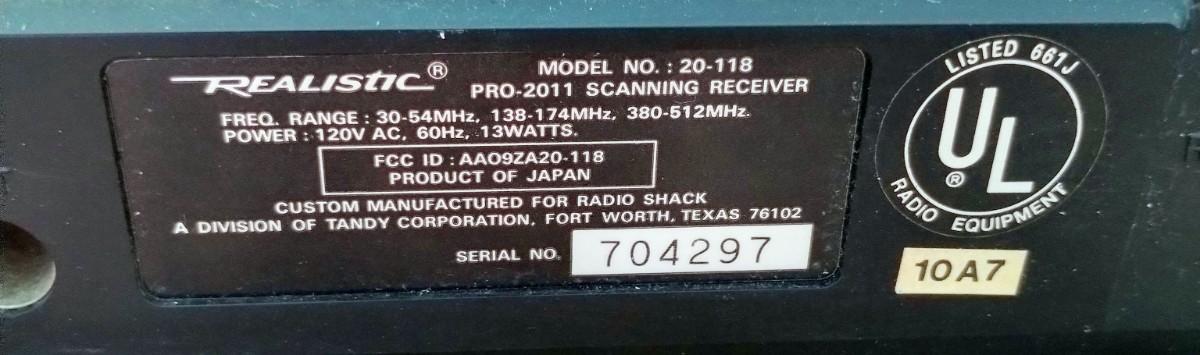 REALISTIC®
MODEL NO. : 20-118
PRO-2011 SCANNING RECEIVER
FREQ. RANGE : 30-54MHz, 138-174MHz, 380-512MHz.
POWER : 120V AC, 60Hz, 13WATTS.
FCC ID : AAO9ZA20-118
PRODUCT OF JAPAN
CUSTOM MANUFACTURED FOR RADIO SHACK
A DIVISION OF TANDY CORPORATION, FORT WORTH, TEXAS 76102
SERIAL NO. 704297
LISTED 661J
UL®
RADIO EQUIPMENT
10A7